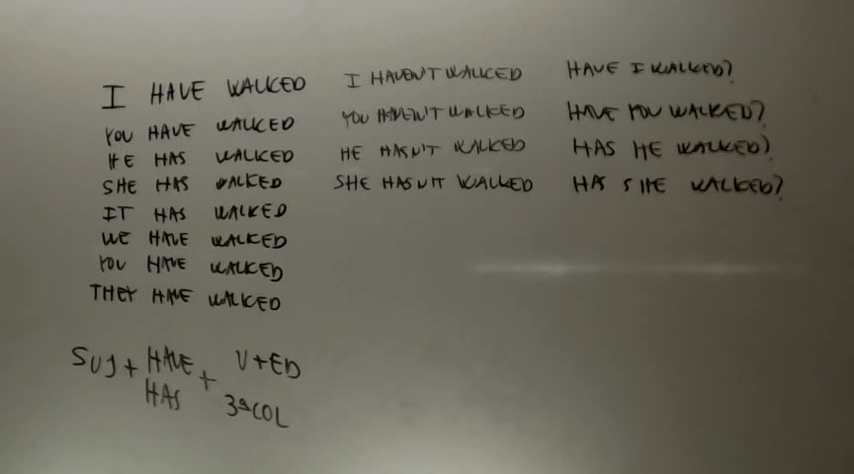 I HAVE WALKED
YOU HAVE WALKED
HE HAS WALKED
SHE HAS WALKED
IT HAS WALKED
WE HAVE WALKED
YOU HAVE WALKED
THEY HAVE WALKED
I HAVEN'T WALKED
YOU HAVEN'T WALKED
HE HASN'T WALKED
SHE HASN'T WALKED
HAVE I WALKED?
HAVE YOU WALKED?
HAS HE WALKED?
HAS SHE WALKED?
SUJ + HAVE + V+ED
HAS 3ª COL